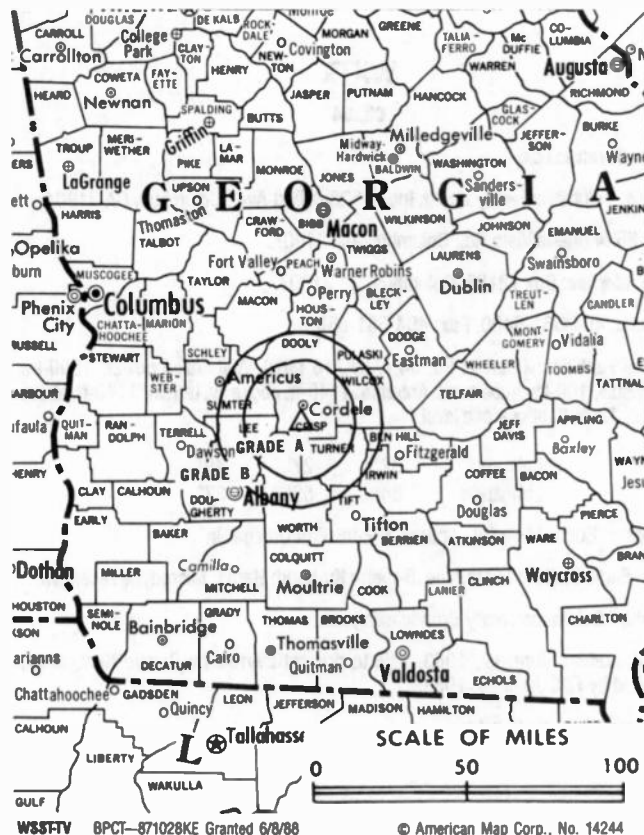 CARROLL DOUGLAS DE KALB ROCK-DALE MORGAN GREENE TALIA-FERRO Mc DUFFIE CO-LUMBIA
College Park CLAY-TON NEW-TON Covington WARREN Augusta
Carrollton COWETA FAY-ETTE HENRY JASPER PUTNAM HANCOCK RICHMOND
HEARD Newnan SPALDING BUTTS GLAS-COCK JEFFER-SON BURKE
TROUP MERI-WETHER Griffin LA-MAR PIKE MONROE JONES Milledgeville Midway-Hardwick BALDWIN WASHINGTON Wayne
LaGrange UPSON Sanders-ville
GEORGIA
ett HARRIS Thomaston TALBOT CRAW-FORD BIBB Macon WILKINSON JOHNSON EMANUEL
Opelika TWIGGS LAURENS Swainsboro
burn MUSCOGEE TAYLOR Fort Valley PEACH Warner Robins Dublin TREUT-LEN CANDLER
Phenix City Columbus MACON Perry BLECK-LEY
CHATTA-HOOCHEE MARION HOUS-TON DODGE MONT-GOMERY Vidalia
RUSSELL STEWART SCHLEY DOOLY PULASKI Eastman WHEELER TOOMBS TATTNAL
BARBOUR WEB-STER Americus WILCOX TELFAIR
ufaula QUIT-MAN RAN-DOLPH SUMTER Cordele CRISP JEFF DAVIS APPLING
TERRELL LEE GRADE A TURNER BEN HILL Fitzgerald Baxley
HENRY Dawson GRADE B IRWIN COFFEE BACON WAYN
CLAY CALHOUN DOU-GHERTY Albany TIFT Douglas PIERCE Jesu
EARLY BAKER WORTH Tifton BERRIEN ATKINSON WARE BRAN
Dothan MILLER Camilla MITCHELL COLQUITT Moultrie COOK LANIER CLINCH Waycross
HOUSTON SEMI-NOLE GRADY THOMAS BROOKS LOWNDES CHARLTON
KSON Bainbridge Cairo Thomasville
arianns DECATUR Quitman Valdosta ECHOLS
Chattahoochee GADSDEN LEON JEFFERSON MADISON HAMILTON
CALHOUN Quincy
LIBERTY L Tallahasse
WAKULLA
GULF
SCALE OF MILES
0 50 100
WSST-TV BPCT—871028KE Granted 6/8/88 © American Map Corp., No. 14244